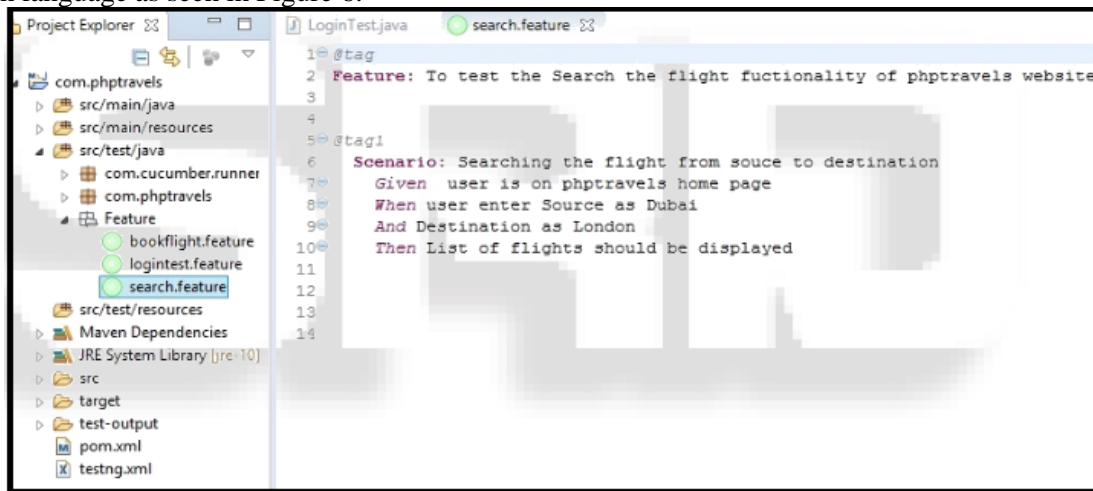 n language as seen in Figure-6.
Project Explorer
LoginTest.java
search.feature
com.phptravels
src/main/java
src/main/resources
src/test/java
com.cucumber.runner
com.phptravels
Feature
bookflight.feature
logintest.feature
search.feature
src/test/resources
Maven Dependencies
JRE System Library [jre-10]
src
target
test-output
pom.xml
testng.xml
1 @tag
2 Feature: To test the Search the flight fuctionality of phptravels website
3
4
5 @tag1
6 Scenario: Searching the flight from souce to destination
7 Given user is on phptravels home page
8 When user enter Source as Dubai
9 And Destination as London
10 Then List of flights should be displayed
11
12
13
14